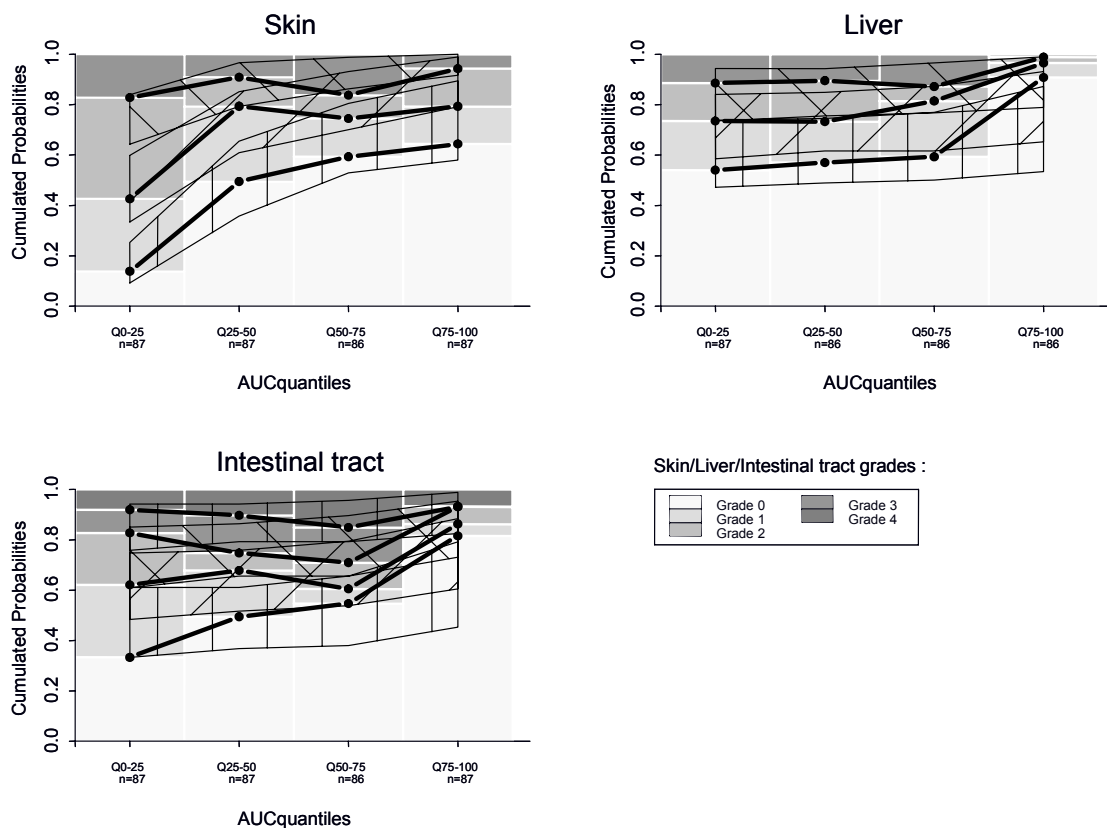 Skin
Cumulated Probabilities
0.0 0.2 0.4 0.6 0.8 1.0
Q0-25 Q25-50 Q50-75 Q75-100
n=87 n=87 n=86 n=87
AUCquantiles
Liver
Cumulated Probabilities
0.0 0.2 0.4 0.6 0.8 1.0
Q0-25 Q25-50 Q50-75 Q75-100
n=87 n=86 n=86 n=86
AUCquantiles
Intestinal tract
Cumulated Probabilities
0.0 0.2 0.4 0.6 0.8 1.0
Q0-25 Q25-50 Q50-75 Q75-100
n=87 n=87 n=86 n=87
AUCquantiles
Skin/Liver/Intestinal tract grades :
Grade 0 Grade 3
Grade 1 Grade 4
Grade 2